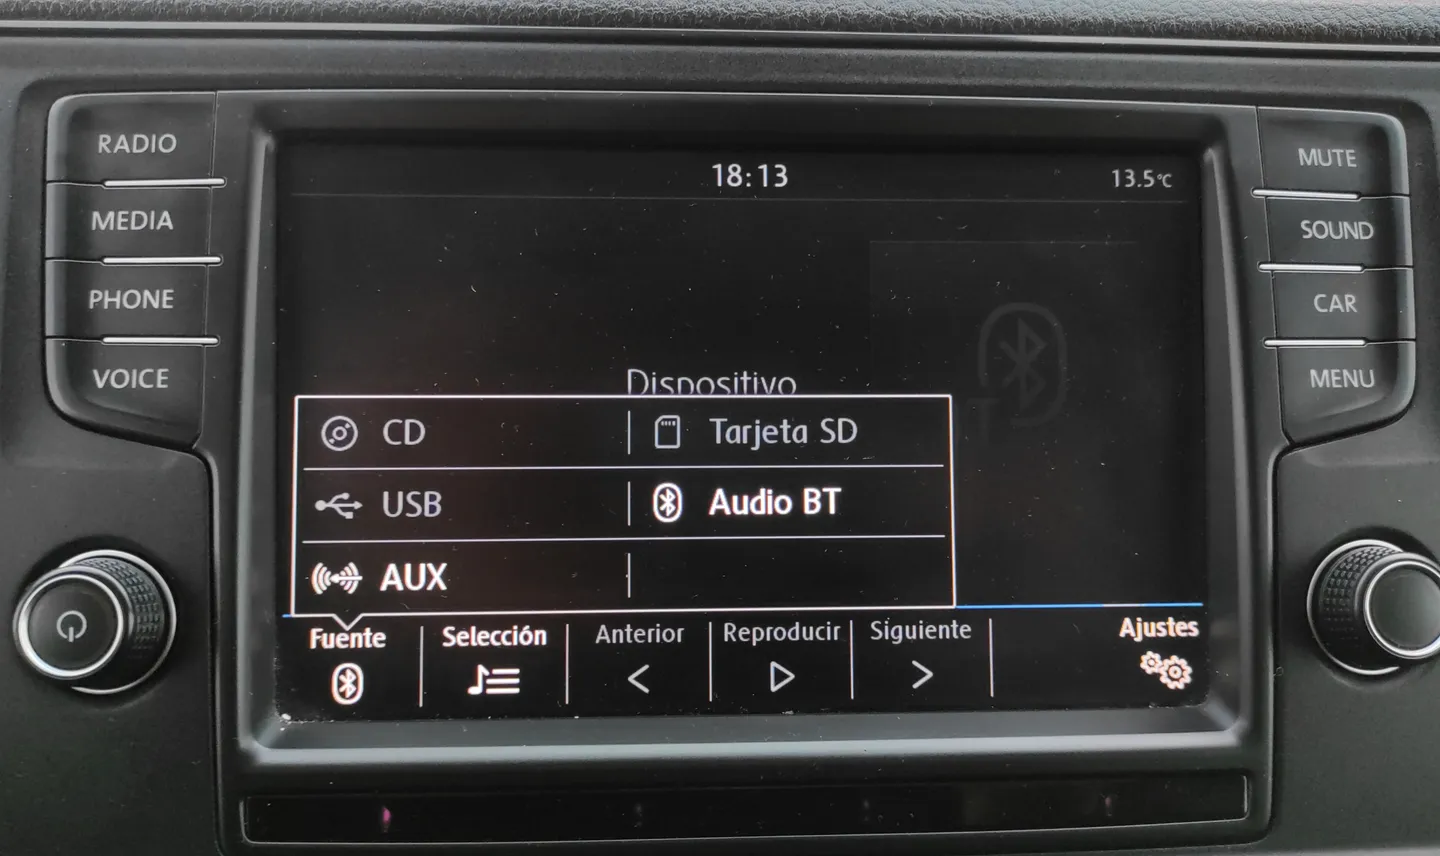 RADIO
MEDIA
PHONE
VOICE
18:13
13.5°C
Dispositivo
CD
Tarjeta SD
USB
Audio BT
AUX
Fuente
Selección
Anterior
Reproducir
Siguiente
Ajustes
MUTE
SOUND
CAR
MENU